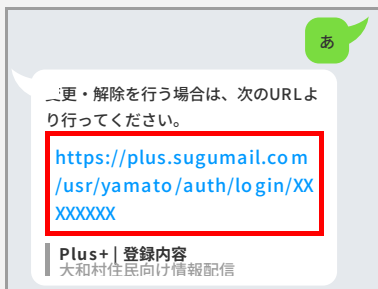 あ
変更・解除を行う場合は、次のURLよ
り行ってください。
https://plus.sugumail.com
/usr/yamato/auth/login/XX
XXXXXXX
Plus+ | 登録内容
大和村住民向け情報配信